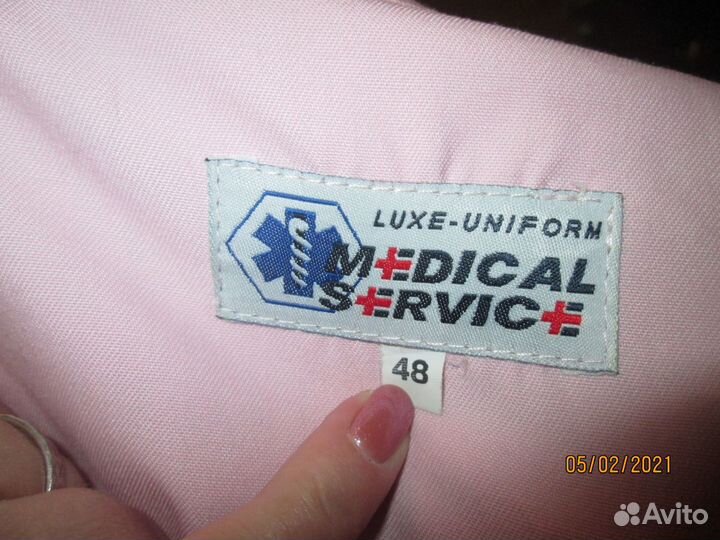 LUXE-UNIFORM
MEDICAL
SERVICE
48
05/02/2021
Avito